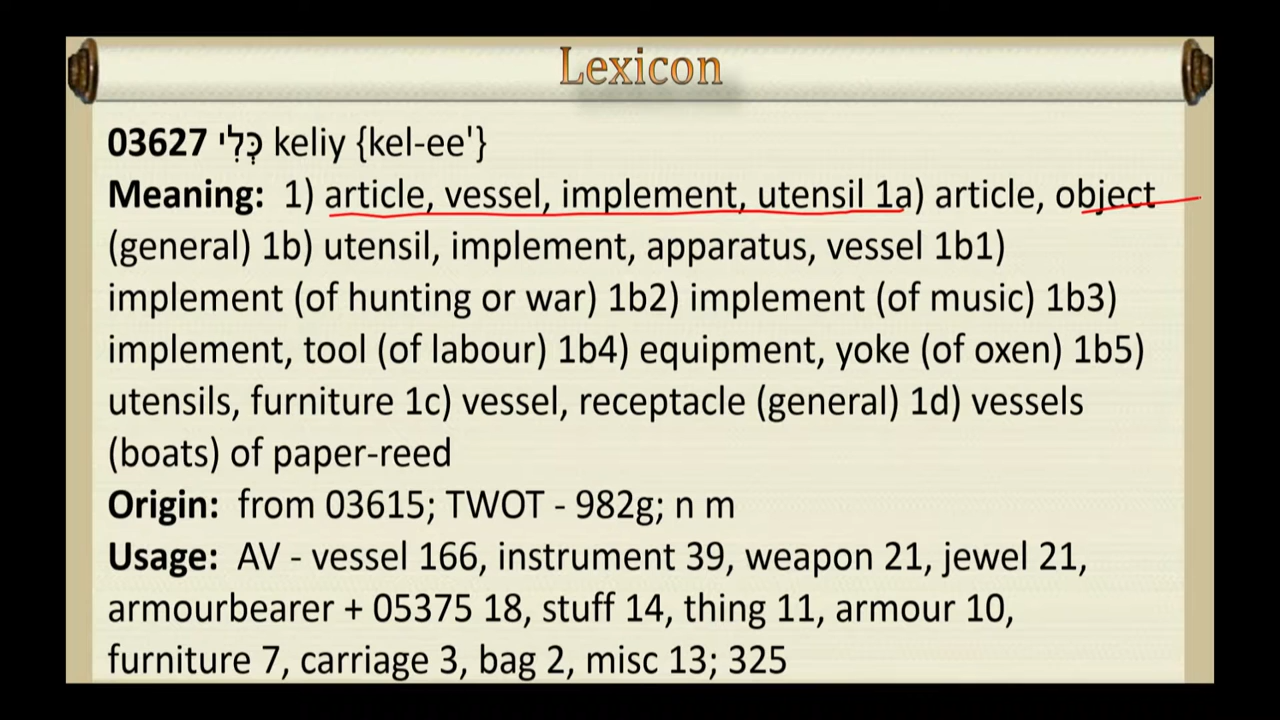 Lexicon
03627 כְּלִי keliy {kel-ee'}
Meaning: 1) article, vessel, implement, utensil 1a) article, object
(general) 1b) utensil, implement, apparatus, vessel 1b1)
implement (of hunting or war) 1b2) implement (of music) 1b3)
implement, tool (of labour) 1b4) equipment, yoke (of oxen) 1b5)
utensils, furniture 1c) vessel, receptacle (general) 1d) vessels
(boats) of paper-reed
Origin: from 03615; TWOT - 982g; n m
Usage: AV - vessel 166, instrument 39, weapon 21, jewel 21,
armourbearer + 05375 18, stuff 14, thing 11, armour 10,
furniture 7, carriage 3, bag 2, misc 13; 325